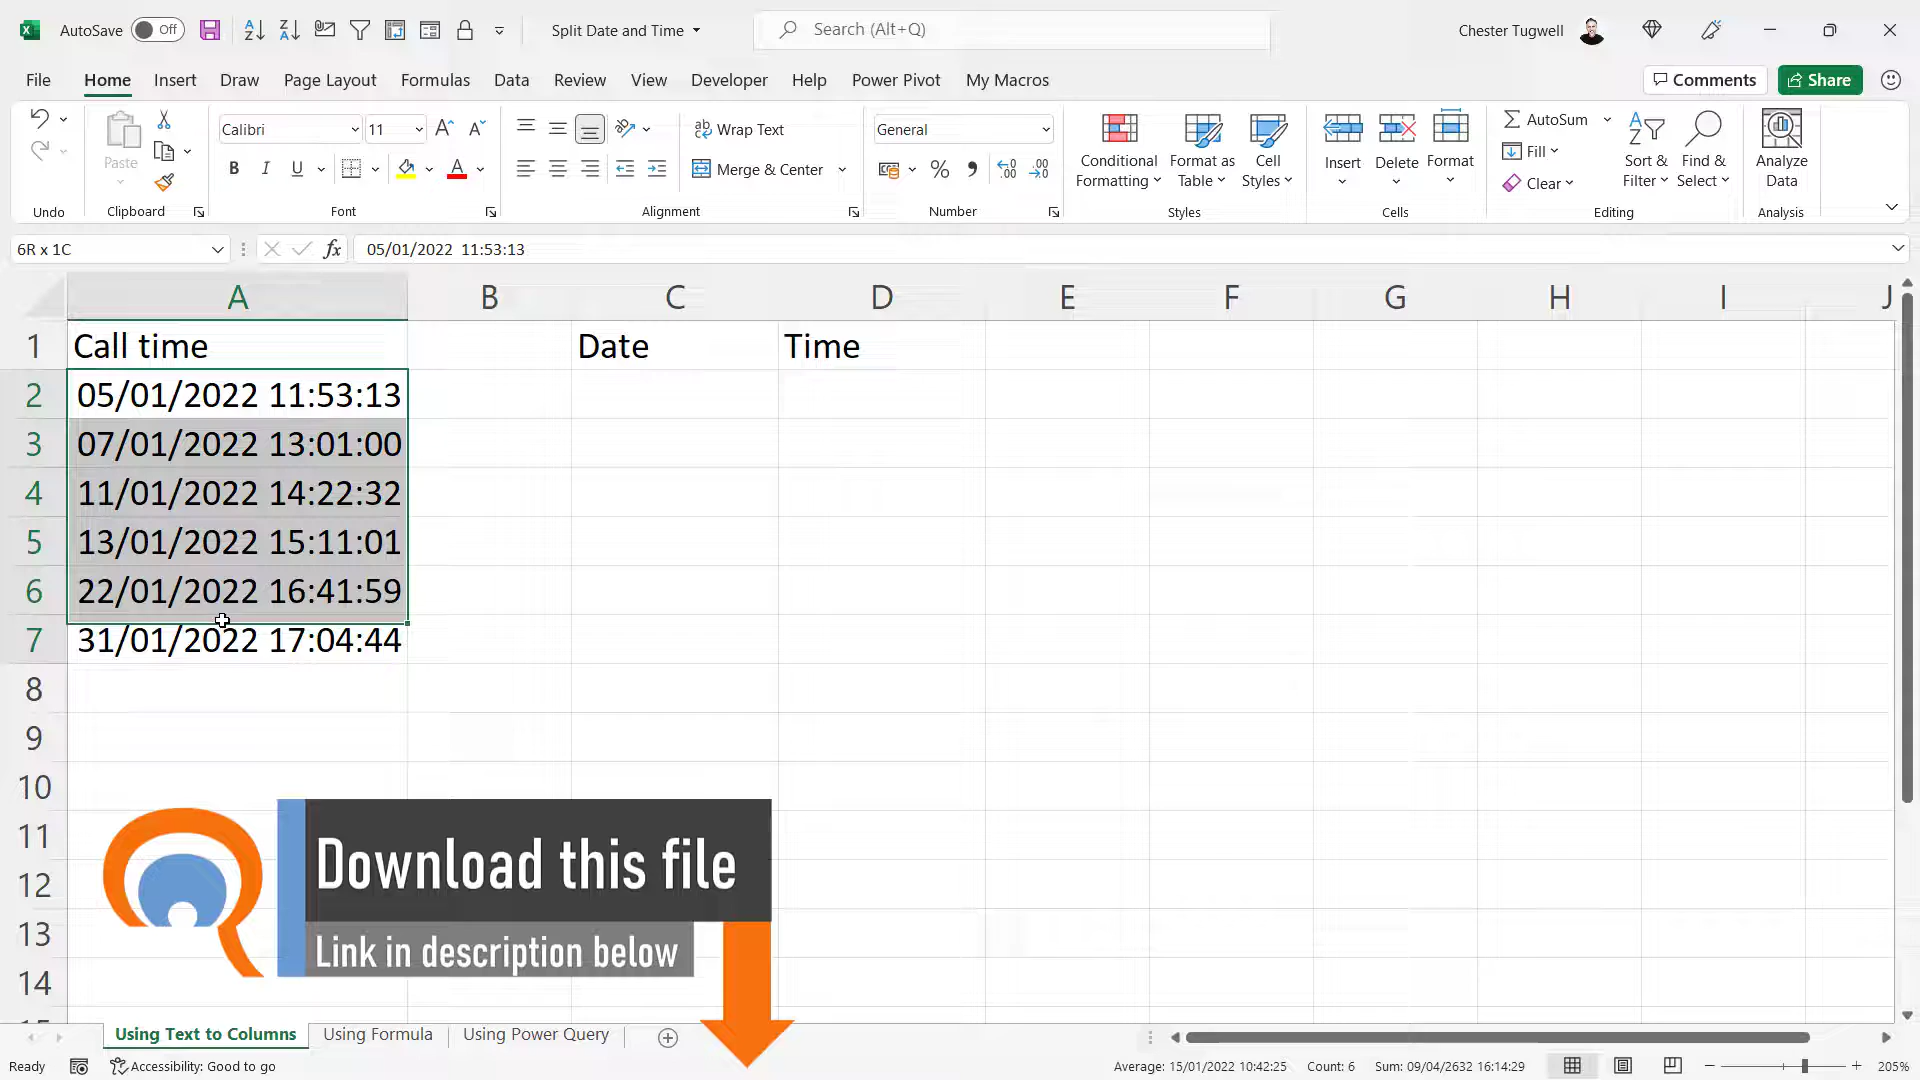 AutoSave Off Split Date and Time Search (Alt+Q) Chester Tugwell
File Home Insert Draw Page Layout Formulas Data Review View Developer Help Power Pivot My Macros Comments Share
Paste Calibri 11 Wrap Text General AutoSum
B I U Merge & Center % Conditional Formatting Format as Table Cell Styles Insert Delete Format Fill Clear Sort & Filter Find & Select Analyze Data
Undo Clipboard Font Alignment Number Styles Cells Editing Analysis
6R x 1C fx 05/01/2022 11:53:13
A B C D E F G H I J
1 Call time Date Time
2 05/01/2022 11:53:13
3 07/01/2022 13:01:00
4 11/01/2022 14:22:32
5 13/01/2022 15:11:01
6 22/01/2022 16:41:59
7 31/01/2022 17:04:44
8
9
10
11
12
13
14
Download this file
Link in description below
Using Text to Columns Using Formula Using Power Query
Ready Accessibility: Good to go Average: 15/01/2022 10:42:25 Count: 6 Sum: 09/04/2632 16:14:29 205%